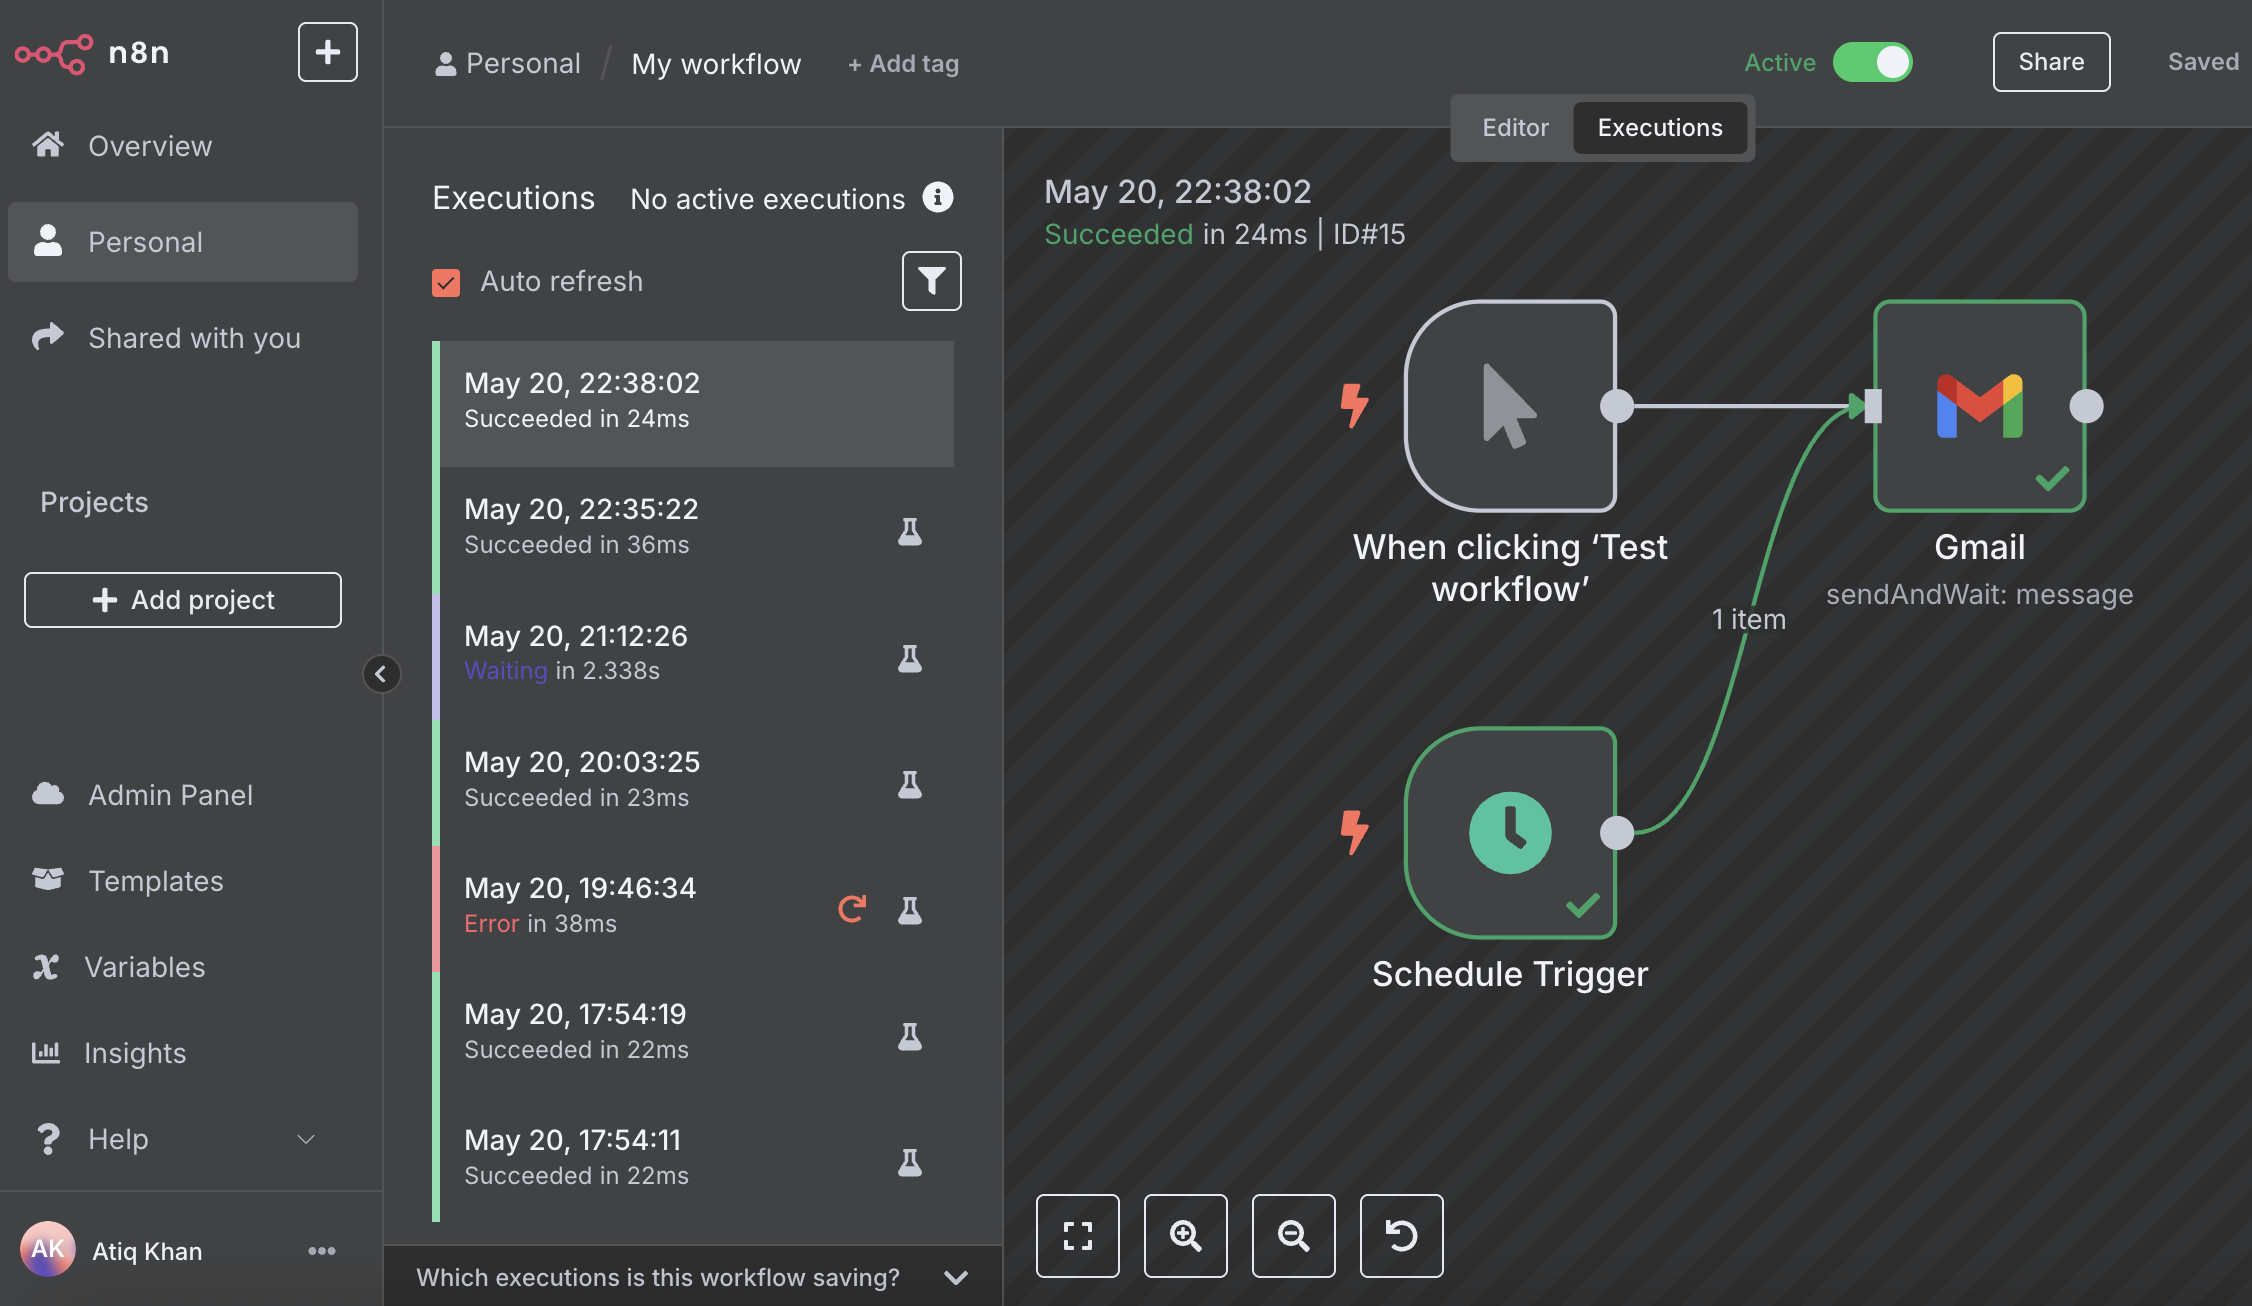 n8n
Overview
Personal
Shared with you
Projects
Add project
Admin Panel
Templates
Variables
Insights
Help
AK
Atiq Khan
Personal / My workflow + Add tag
Active
Share
Saved
Editor
Executions
Executions
No active executions
Auto refresh
May 20, 22:38:02
Succeeded in 24ms
May 20, 22:35:22
Succeeded in 36ms
May 20, 21:12:26
Waiting in 2.338s
May 20, 20:03:25
Succeeded in 23ms
May 20, 19:46:34
Error in 38ms
May 20, 17:54:19
Succeeded in 22ms
May 20, 17:54:11
Succeeded in 22ms
Which executions is this workflow saving?
May 20, 22:38:02
Succeeded in 24ms | ID#15
When clicking ‘Test
workflow’
Gmail
sendAndWait: message
1 item
Schedule Trigger